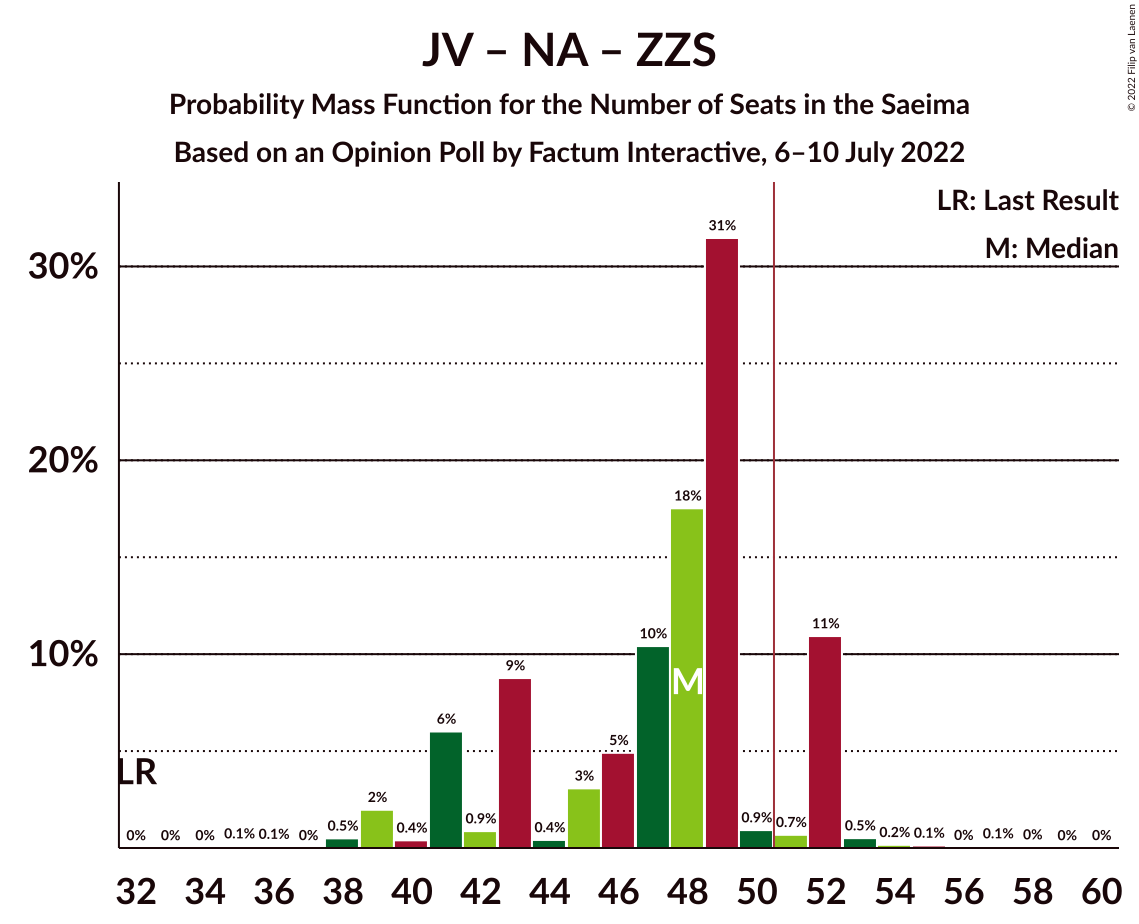 JV – NA – ZZS
Probability Mass Function for the Number of Seats in the Saeima
Based on an Opinion Poll by Factum Interactive, 6–10 July 2022
© 2022 Filip van Laenen
LR: Last Result
M: Median
30%
20%
10%
LR
M
0% 0% 0% 0.1% 0.1% 0% 0.5% 2% 0.4% 6% 0.9% 9% 0.4% 3% 5% 10% 18% 31% 0.9% 0.7% 11% 0.5% 0.2% 0.1% 0% 0.1% 0% 0% 0%
32 34 36 38 40 42 44 46 48 50 52 54 56 58 60